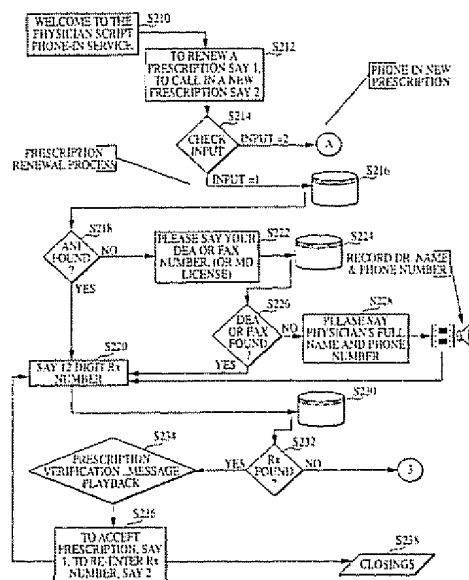 S210
WELCOME TO THE
PHYSICIAN SCRIPT
PHONE-IN SERVICE
S212
TO RENEW A
PRESCRIPTION SAY 1,
TO CALL IN A NEW
PRESCRIPTION SAY 2
PHONE IN NEW
PRESCRIPTION
S214
CHECK
INPUT
INPUT =2
A
PRESCRIPTION
RENEWAL PROCESS
INPUT =1
S216
S218
ANI
FOUND
?
NO
YES
S222
PLEASE SAY YOUR
DEA OR FAX
NUMBER, (OR MD
LICENSE)
S224
RECORD DR. NAME
& PHONE NUMBER
S226
DEA
OR FAX
FOUND
?
NO
YES
S228
PLEASE SAY
PHYSICIAN'S FULL
NAME AND PHONE
NUMBER
S220
SAY 12 DIGIT Rx
NUMBER
S230
S234
PRESCRIPTION
VERIFICATION MESSAGE
PLAYBACK
YES
S232
Rx
FOUND
?
NO
3
S236
TO ACCEPT
PRESCRIPTION, SAY
1, TO RE-ENTER Rx
NUMBER, SAY 2
S238
CLOSINGS